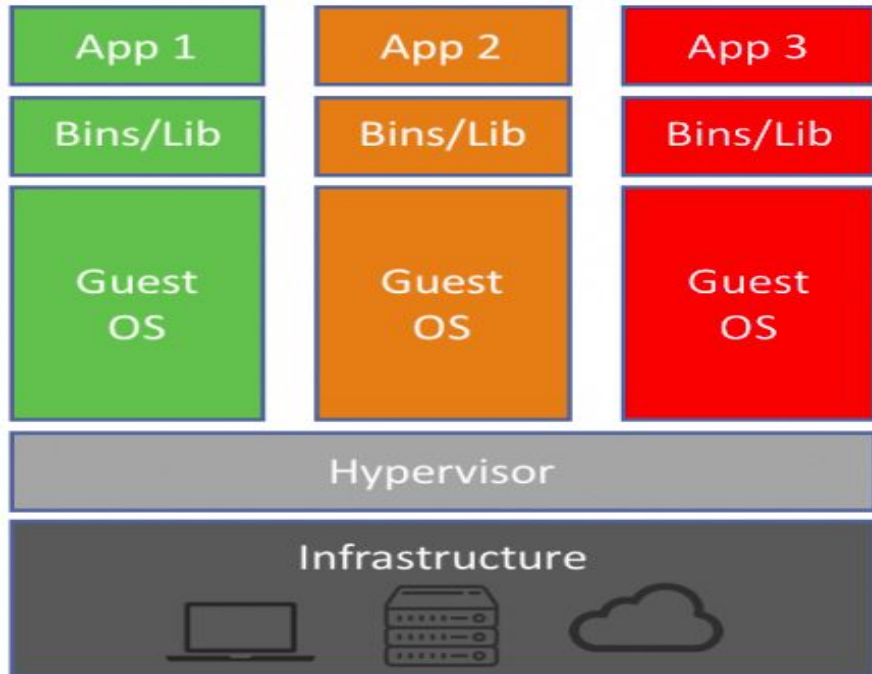 App 1
App 2
App 3
Bins/Lib
Bins/Lib
Bins/Lib
Guest
OS
Guest
OS
Guest
OS
Hypervisor
Infrastructure